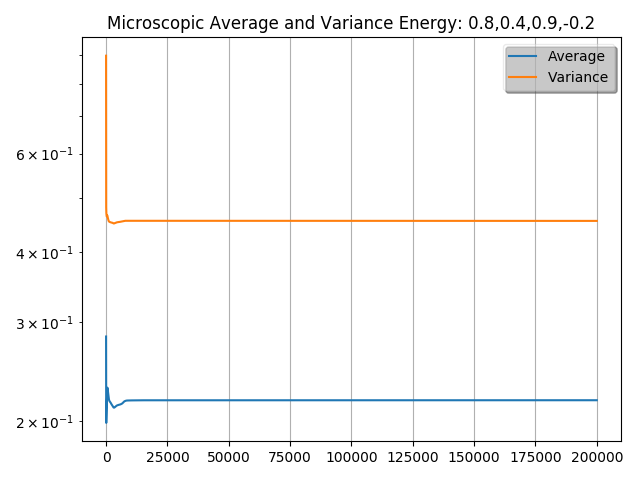 Microscopic Average and Variance Energy: 0.8,0.4,0.9,-0.2
Average
Variance
6 × 10⁻¹
4 × 10⁻¹
3 × 10⁻¹
2 × 10⁻¹
0 25000 50000 75000 100000 125000 150000 175000 200000